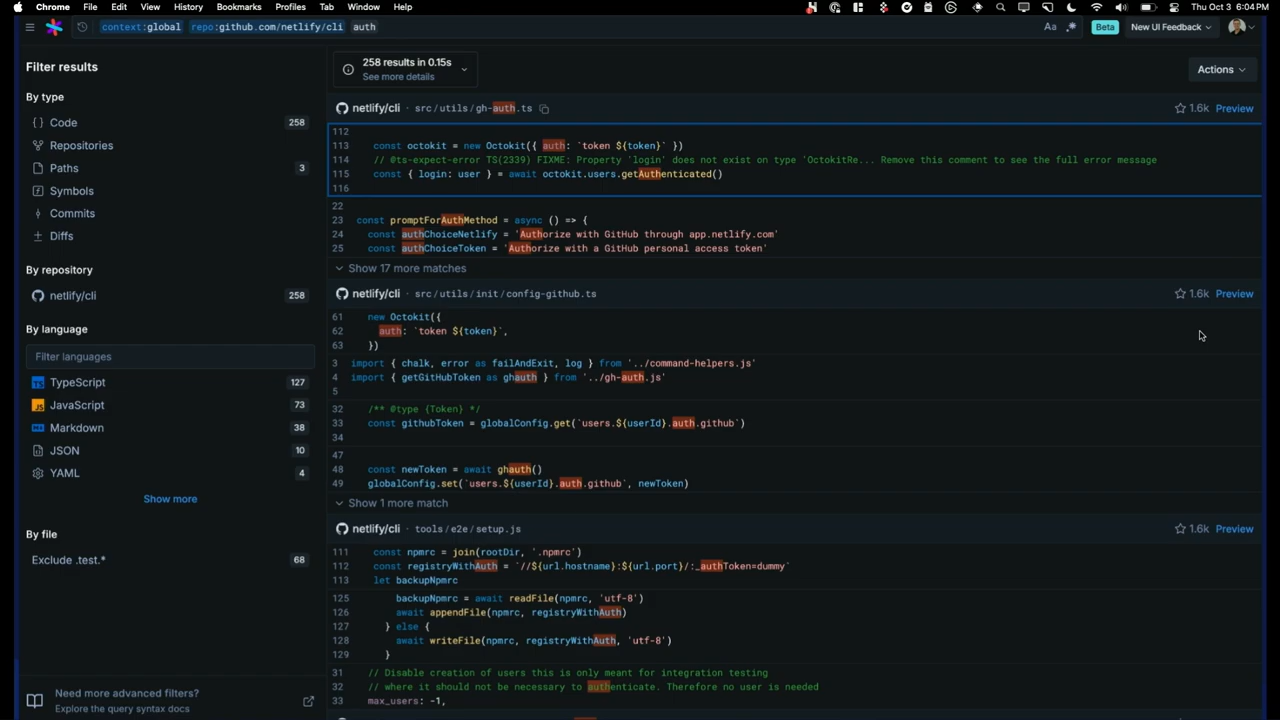 Chrome File Edit View History Bookmarks Profiles Tab Window Help Thu Oct 3 6:04 PM
context:global repo:github.com/netlify/cli auth Aa Beta New UI Feedback
Filter results
By type
Code 258
Repositories
Paths 3
Symbols
Commits
Diffs
By repository
netlify/cli 258
By language
Filter languages
TypeScript 127
JavaScript 73
Markdown 38
JSON 10
YAML 4
Show more
By file
Exclude .test.* 68
Need more advanced filters?
Explore the query syntax docs
258 results in 0.15s
See more details
Actions
netlify/cli · src/utils/gh-auth.ts 1.6k Preview
112
113 const octokit = new Octokit({ auth: `token ${token}` })
114 // @ts-expect-error TS(2339) FIXME: Property 'login' does not exist on type 'OctokitRe... Remove this comment to see the full error message
115 const { login: user } = await octokit.users.getAuthenticated()
116
22
23 const promptForAuthMethod = async () => {
24 const authChoiceNetlify = 'Authorize with GitHub through app.netlify.com'
25 const authChoiceToken = 'Authorize with a GitHub personal access token'
Show 17 more matches
netlify/cli · src/utils/init/config-github.ts 1.6k Preview
61 new Octokit({
62 auth: `token ${token}`,
63 })
3 import { chalk, error as failAndExit, log } from '../command-helpers.js'
4 import { getGitHubToken as ghauth } from '../gh-auth.js'
5
32 /** @type {Token} */
33 const githubToken = globalConfig.get(`users.${userId}.auth.github`)
34
47
48 const newToken = await ghauth()
49 globalConfig.set(`users.${userId}.auth.github`, newToken)
Show 1 more match
netlify/cli · tools/e2e/setup.js 1.6k Preview
111 const npmrc = join(rootDir, '.npmrc')
112 const registryWithAuth = `//${url.hostname}:${url.port}/:_authToken=dummy`
113 let backupNpmrc
125 backupNpmrc = await readFile(npmrc, 'utf-8')
126 await appendFile(npmrc, registryWithAuth)
127 } else {
128 await writeFile(npmrc, registryWithAuth, 'utf-8')
129 }
31 // Disable creation of users this is only meant for integration testing
32 // where it should not be necessary to authenticate. Therefore no user is needed
33 max_users: -1,